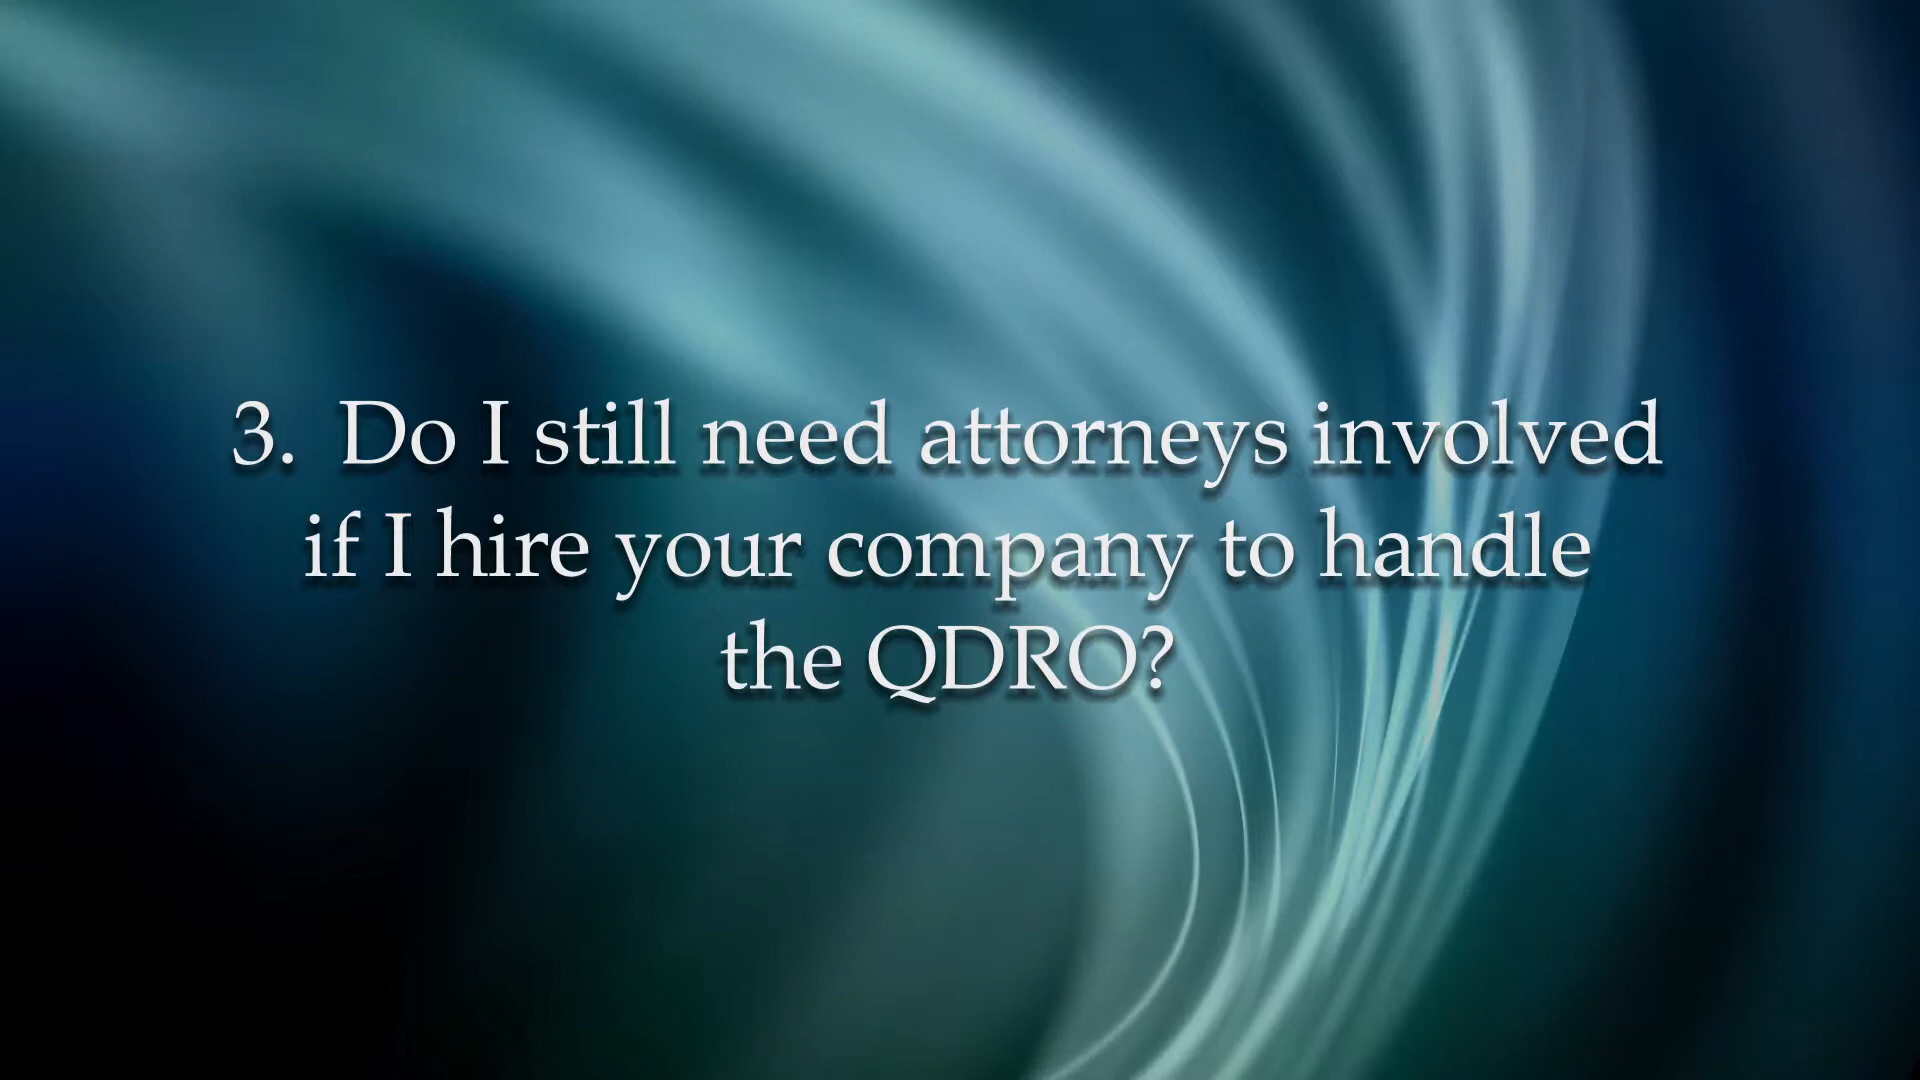 3. Do I still need attorneys involved
if I hire your company to handle
the QDRO?